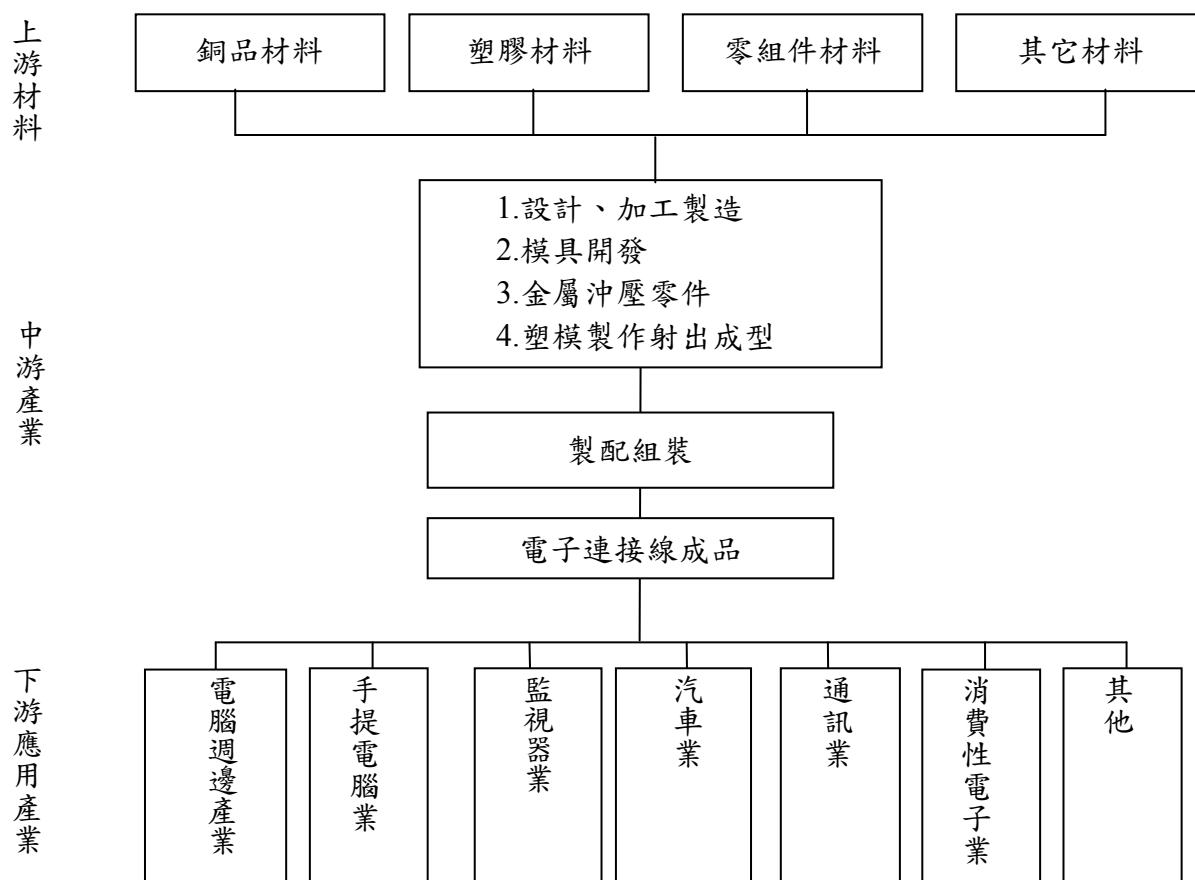 上游材料
銅品材料
塑膠材料
零組件材料
其它材料
中游產業
1.設計、加工製造
2.模具開發
3.金屬沖壓零件
4.塑模製作射出成型
製配組裝
電子連接線成品
下游應用產業
電腦週邊產業
手提電腦業
監視器業
汽車業
通訊業
消費性電子業
其他